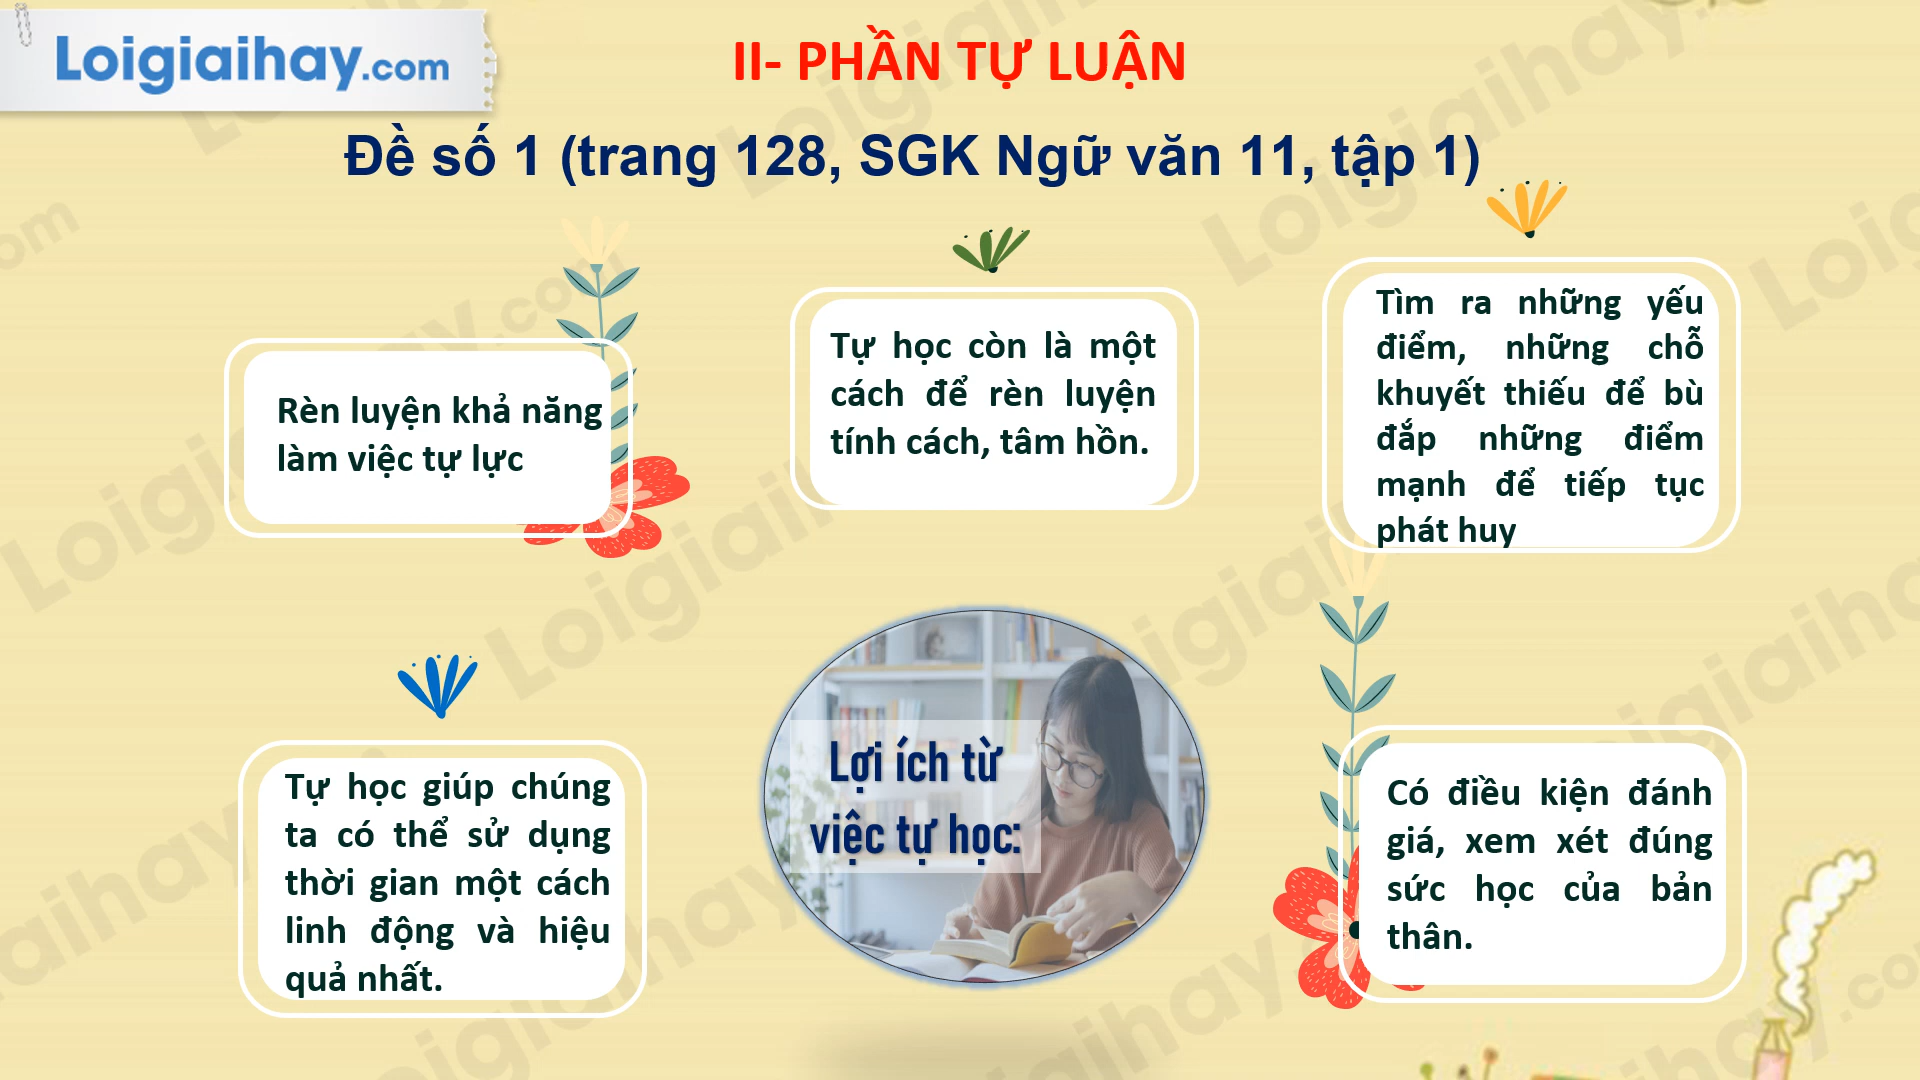 Loigiaihay.com
II- PHẦN TỰ LUẬN
Đề số 1 (trang 128, SGK Ngữ văn 11, tập 1)
Rèn luyện khả năng
làm việc tự lực
Tự học còn là một
cách để rèn luyện
tính cách, tâm hồn.
Tìm ra những yếu
điểm, những chỗ
khuyết thiếu để bù
đắp những điểm
mạnh để tiếp tục
phát huy
Tự học giúp chúng
ta có thể sử dụng
thời gian một cách
linh động và hiệu
quả nhất.
Lợi ích từ
việc tự học:
Có điều kiện đánh
giá, xem xét đúng
sức học của bản
thân.